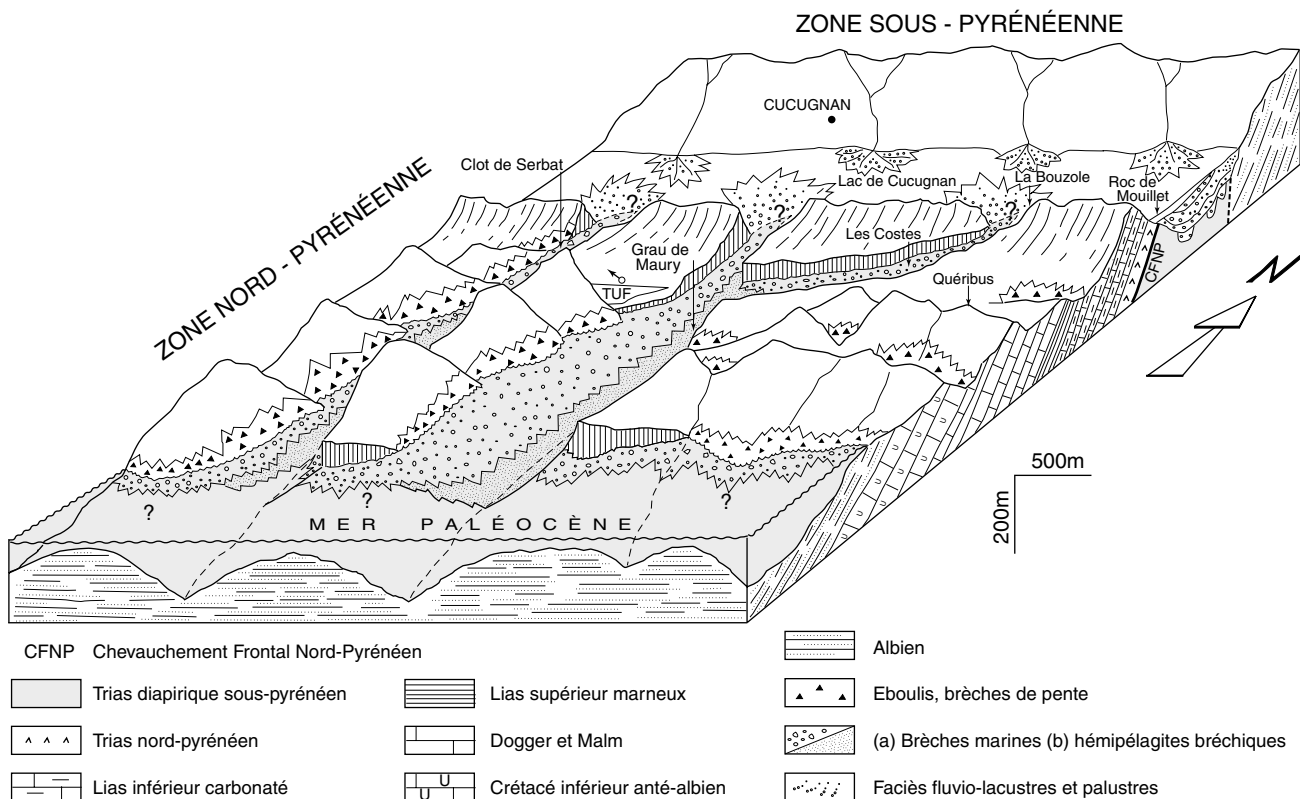 ZONE SOUS - PYRÉNÉENNE
CUCUGNAN
Clot de Serbat
Lac de Cucugnan
La Bouzole
Roc de
Mouillet
ZONE NORD - PYRÉNÉENNE
?
?
?
Grau de
Maury
Les Costes
CFNP
N
TUF
Quéribus
500m
200m
?
?
?
MER PALÉOCÈNE
CFNP Chevauchement Frontal Nord-Pyrénéen
Albien
Trias diapirique sous-pyrénéen
Lias supérieur marneux
Eboulis, brèches de pente
Trias nord-pyrénéen
Dogger et Malm
(a) Brèches marines (b) hémipélagites bréchiques
Lias inférieur carbonaté
Crétacé inférieur anté-albien
Faciès fluvio-lacustres et palustres